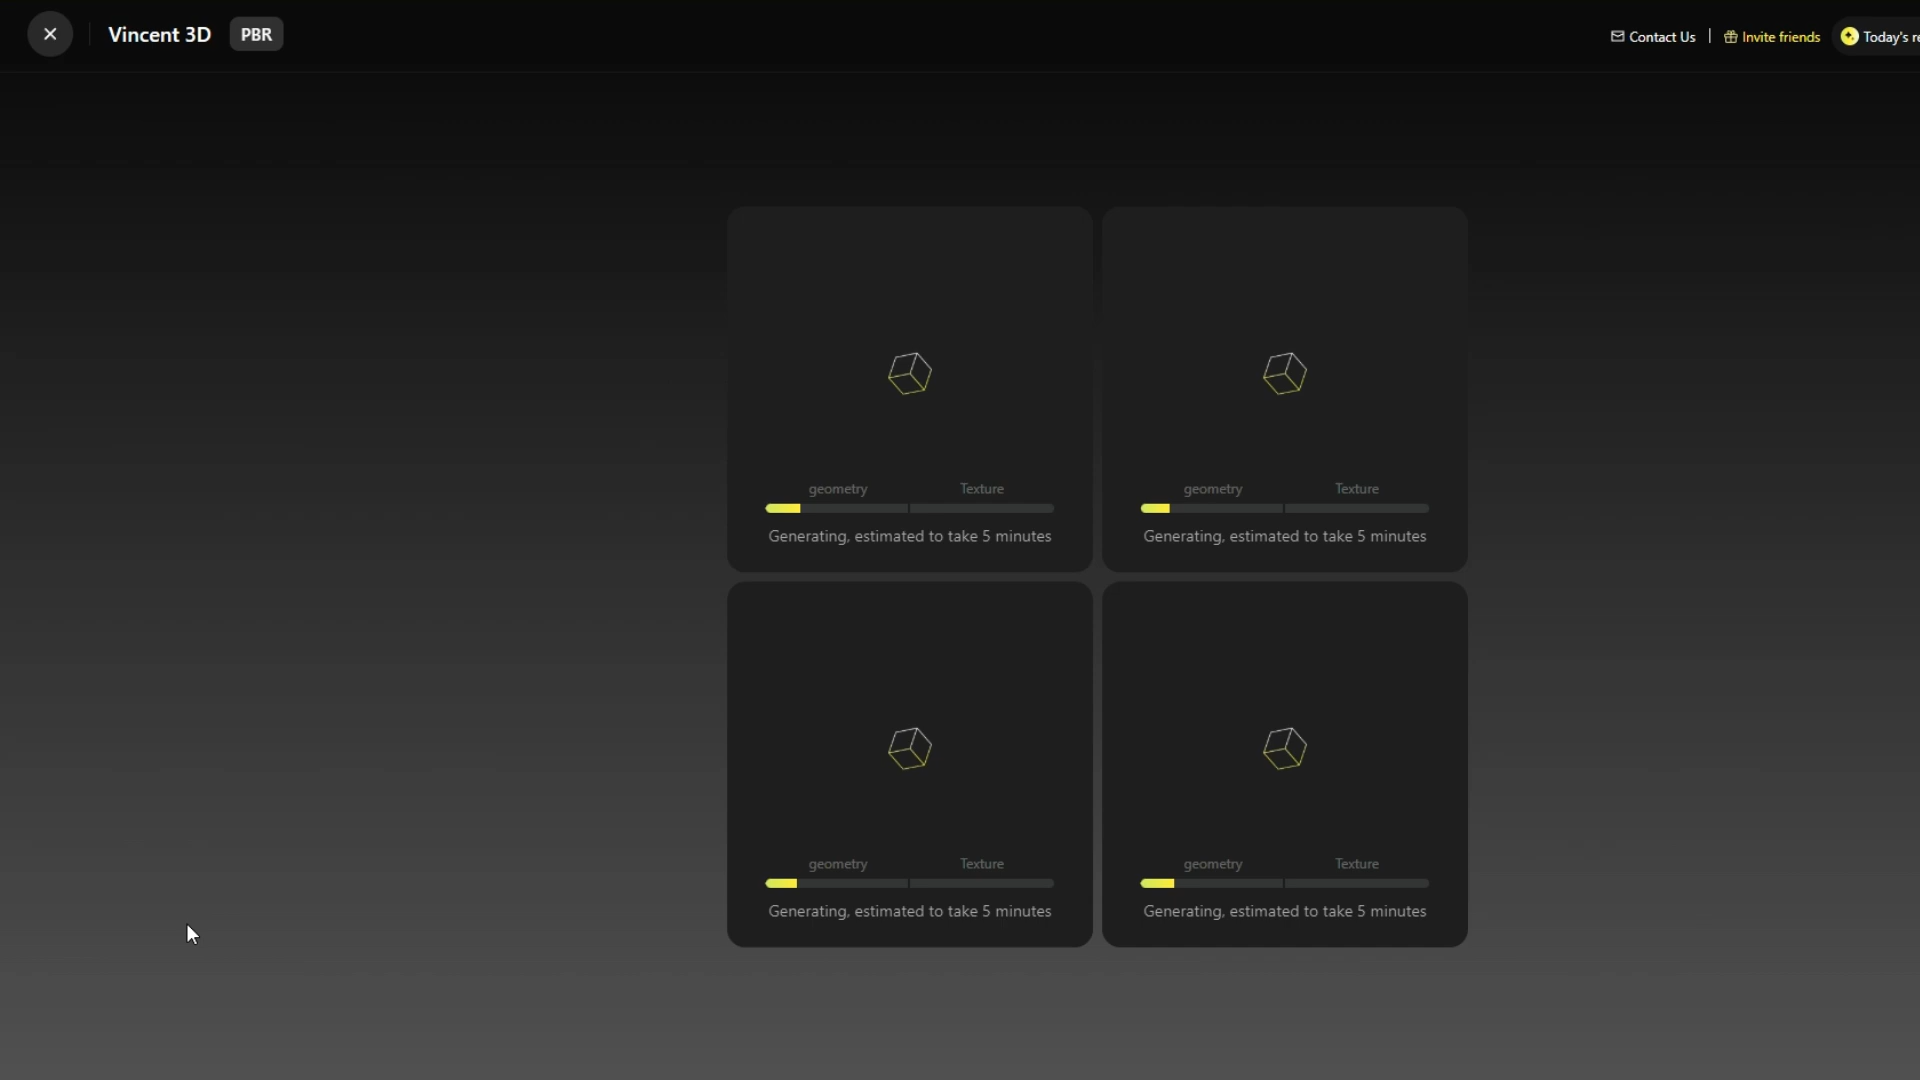 Vincent 3D PBR
Contact Us | Invite friends Today's
geometry Texture
Generating, estimated to take 5 minutes
geometry Texture
Generating, estimated to take 5 minutes
geometry Texture
Generating, estimated to take 5 minutes
geometry Texture
Generating, estimated to take 5 minutes